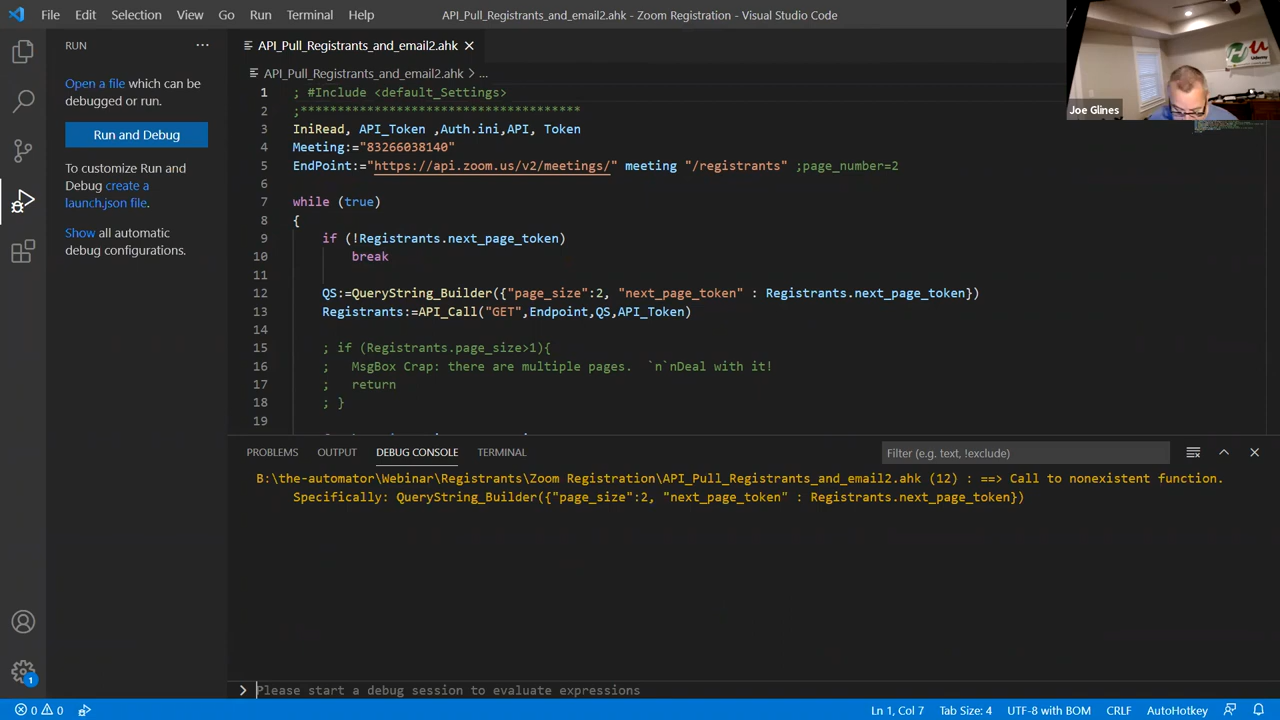 File Edit Selection View Go Run Terminal Help API_Pull_Registrants_and_email2.ahk - Zoom Registration - Visual Studio Code
RUN
Open a file which can be
debugged or run.
Run and Debug
To customize Run and
Debug create a
launch.json file.
Show all automatic
debug configurations.
API_Pull_Registrants_and_email2.ahk
API_Pull_Registrants_and_email2.ahk > ...
1 ; #Include <default_Settings>
2 ;*************************************
3 IniRead, API_Token ,Auth.ini,API, Token
4 Meeting:="83266038140"
5 EndPoint:="https://api.zoom.us/v2/meetings/" meeting "/registrants" ;page_number=2
6
7 while (true)
8 {
9 if (!Registrants.next_page_token)
10 break
11
12 QS:=QueryString_Builder({"page_size":2, "next_page_token" : Registrants.next_page_token})
13 Registrants:=API_Call("GET",Endpoint,QS,API_Token)
14
15 ; if (Registrants.page_size>1){
16 ; MsgBox Crap: there are multiple pages. `n`nDeal with it!
17 ; return
18 ; }
19
PROBLEMS OUTPUT DEBUG CONSOLE TERMINAL Filter (e.g. text, !exclude)
B:\the-automator\Webinar\Registrants\Zoom Registration\API_Pull_Registrants_and_email2.ahk (12) : ==> Call to nonexistent function.
Specifically: QueryString_Builder({"page_size":2, "next_page_token" : Registrants.next_page_token})
Please start a debug session to evaluate expressions
1
0 0 Ln 1, Col 7 Tab Size: 4 UTF-8 with BOM CRLF AutoHotkey
Joe Glines
Udemy